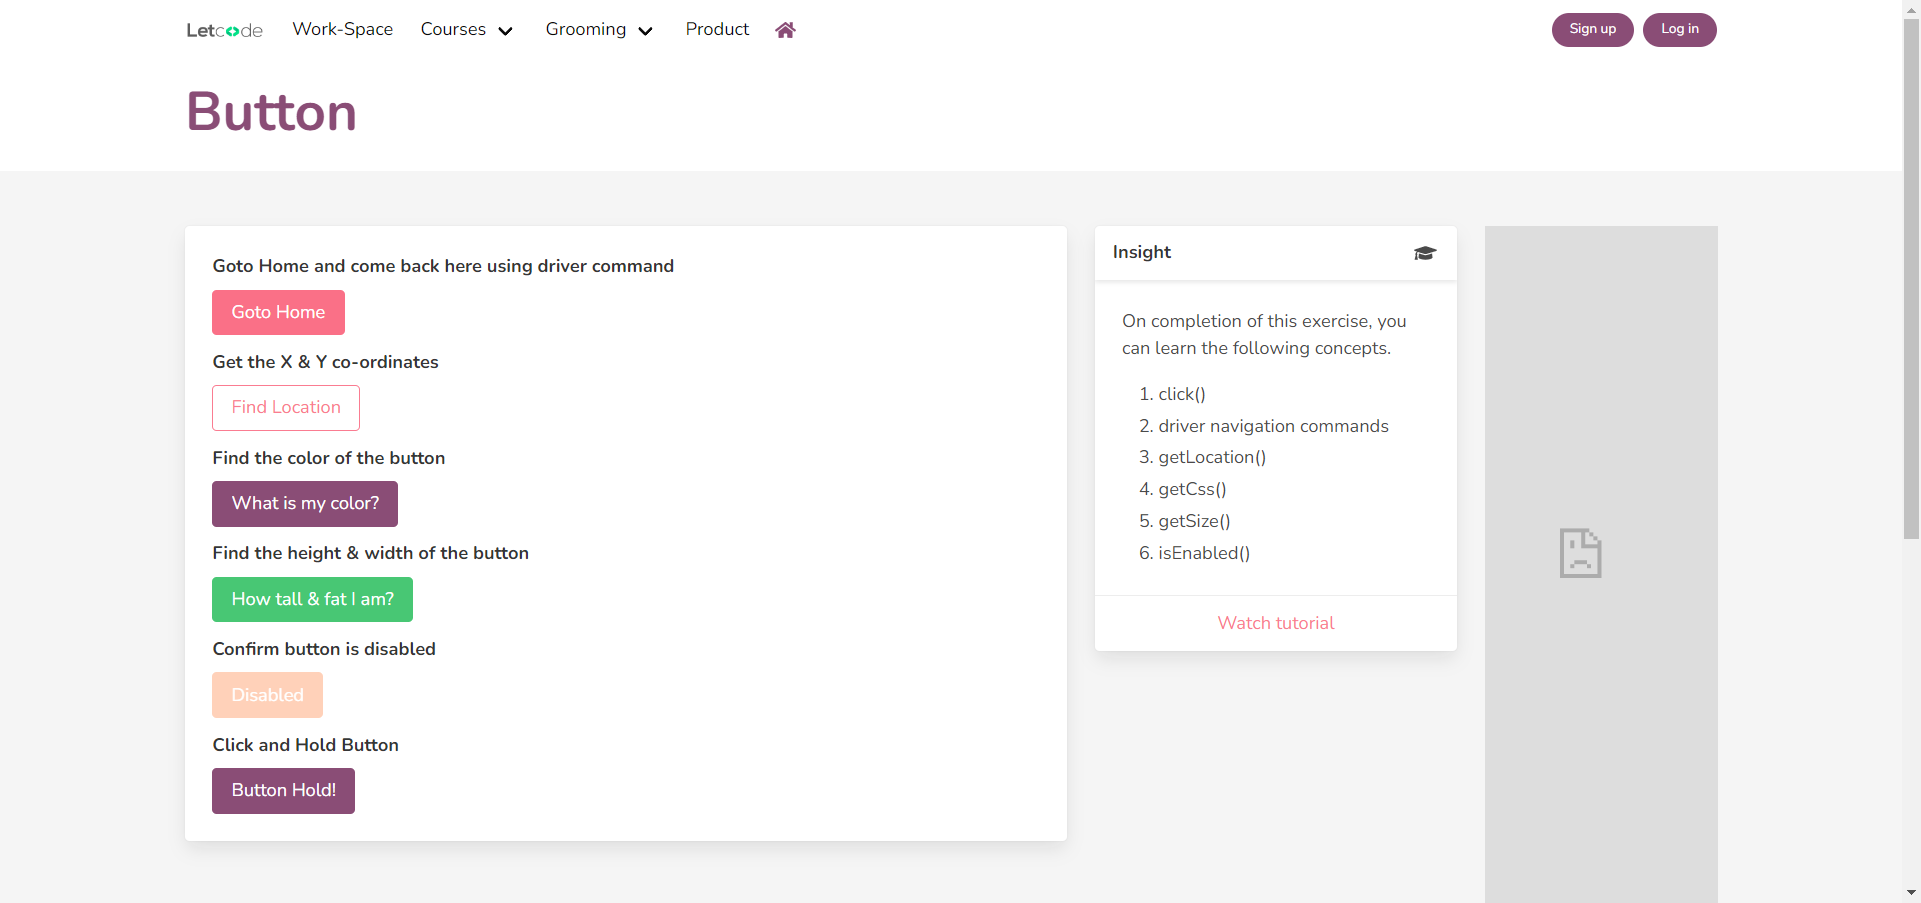 Letcode Work-Space Courses Grooming Product Sign up Log in
Button
Goto Home and come back here using driver command
Goto Home
Get the X & Y co-ordinates
Find Location
Find the color of the button
What is my color?
Find the height & width of the button
How tall & fat I am?
Confirm button is disabled
Disabled
Click and Hold Button
Button Hold!
Insight
On completion of this exercise, you
can learn the following concepts.
1. click()
2. driver navigation commands
3. getLocation()
4. getCss()
5. getSize()
6. isEnabled()
Watch tutorial